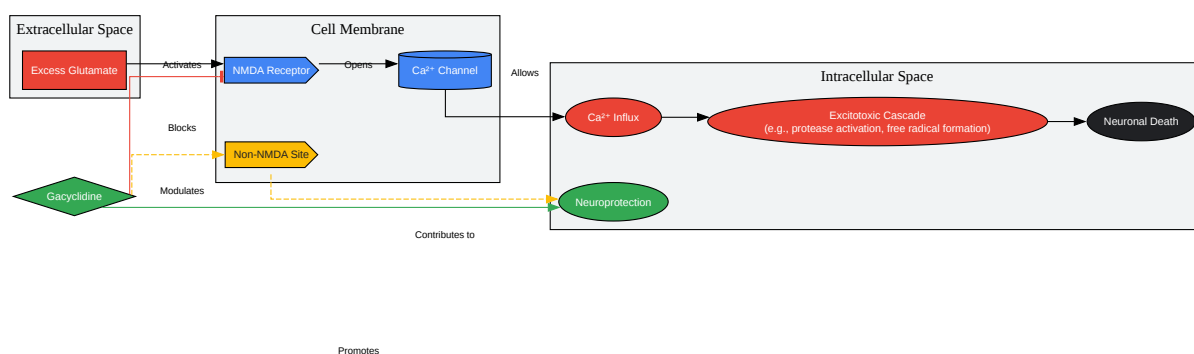 Extracellular Space
Cell Membrane
Excess Glutamate
Activates
NMDA Receptor
Opens
Ca²⁺ Channel
Allows
Intracellular Space
Ca²⁺ Influx
Excitotoxic Cascade
(e.g., protease activation, free radical formation)
Neuronal Death
Blocks
Non-NMDA Site
Gacyclidine
Modulates
Neuroprotection
Contributes to
Promotes